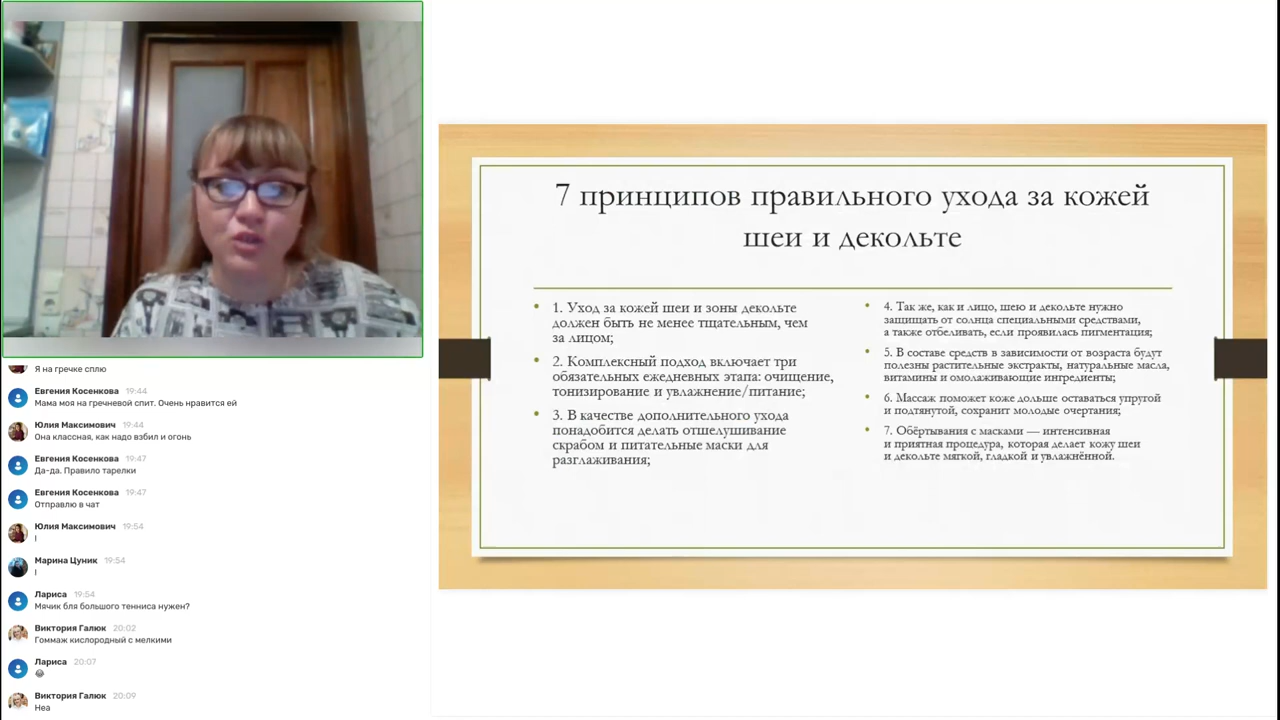 Я на гречке сплю
Евгения Косенкова 19:44
Мама моя на гречневой спит. Очень нравится ей
Юлия Максимович 19:44
Она классная, как надо взбил и огонь
Евгения Косенкова 19:47
Да-да. Правило тарелки
Евгения Косенкова 19:47
Отправлю в чат
Юлия Максимович 19:54
I
Марина Цуник 19:54
I
Лариса 19:54
Мячик бля большого тенниса нужен?
Виктория Галюк 20:02
Гоммаж кислородный с мелкими
Лариса 20:07
Виктория Галюк 20:09
Неа
7 принципов правильного ухода за кожей
шеи и декольте
1. Уход за кожей шеи и зоны декольте
должен быть не менее тщательным, чем
за лицом;
2. Комплексный подход включает три
обязательных ежедневных этапа: очищение,
тонизирование и увлажнение/питание;
3. В качестве дополнительного ухода
понадобится делать отшелушивание
скрабом и питательные маски для
разглаживания;
4. Так же, как и лицо, шею и декольте нужно
защищать от солнца специальными средствами,
а также отбеливать, если проявилась пигментация;
5. В составе средств в зависимости от возраста будут
полезны растительные экстракты, натуральные масла,
витамины и омолаживающие ингредиенты;
6. Массаж поможет коже дольше оставаться упругой
и подтянутой, сохранит молодые очертания;
7. Обёртывания с масками — интенсивная
и приятная процедура, которая делает кожу шеи
и декольте мягкой, гладкой и увлажнённой.